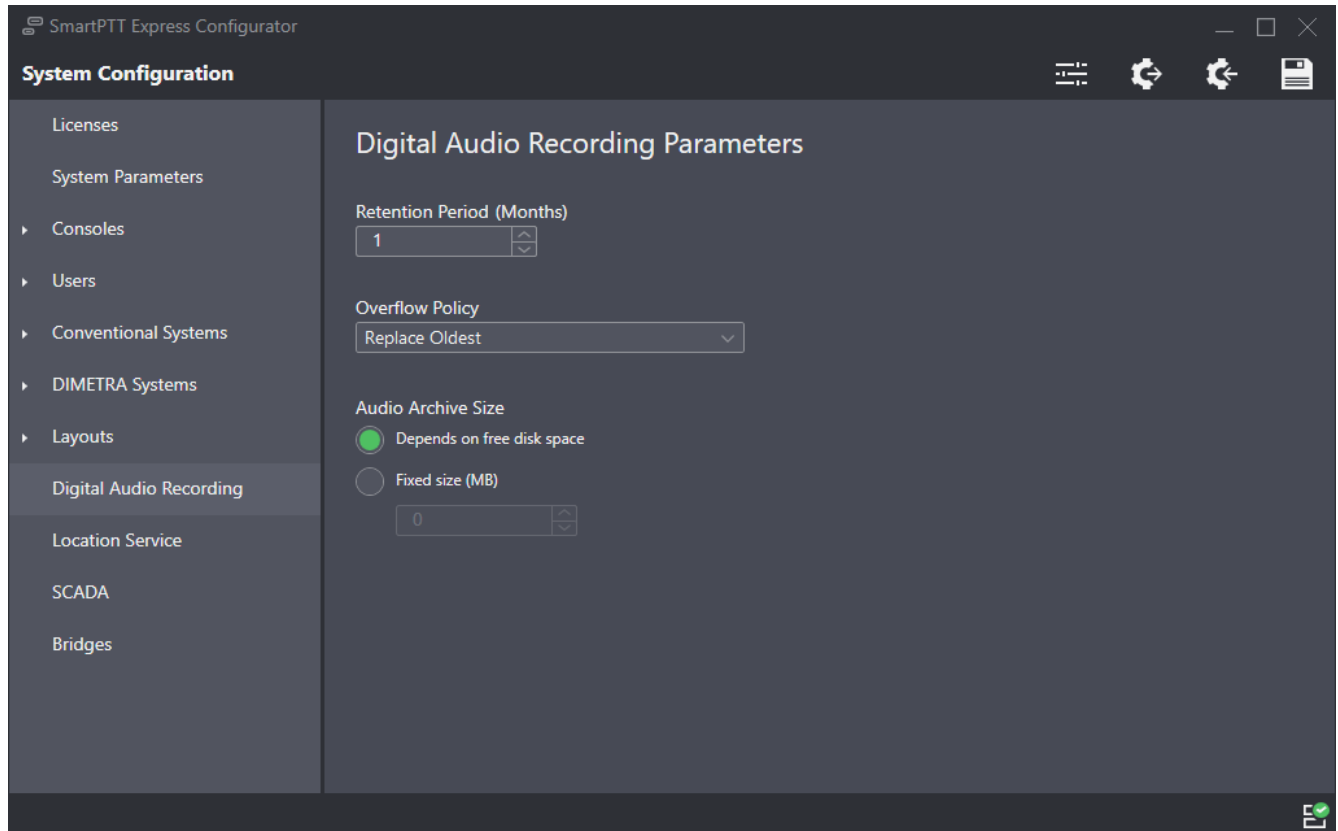 SmartPTT Express Configurator
System Configuration
Licenses
System Parameters
Consoles
Users
Conventional Systems
DIMETRA Systems
Layouts
Digital Audio Recording
Location Service
SCADA
Bridges
Digital Audio Recording Parameters
Retention Period (Months)
1
Overflow Policy
Replace Oldest
Audio Archive Size
Depends on free disk space
Fixed size (MB)
0